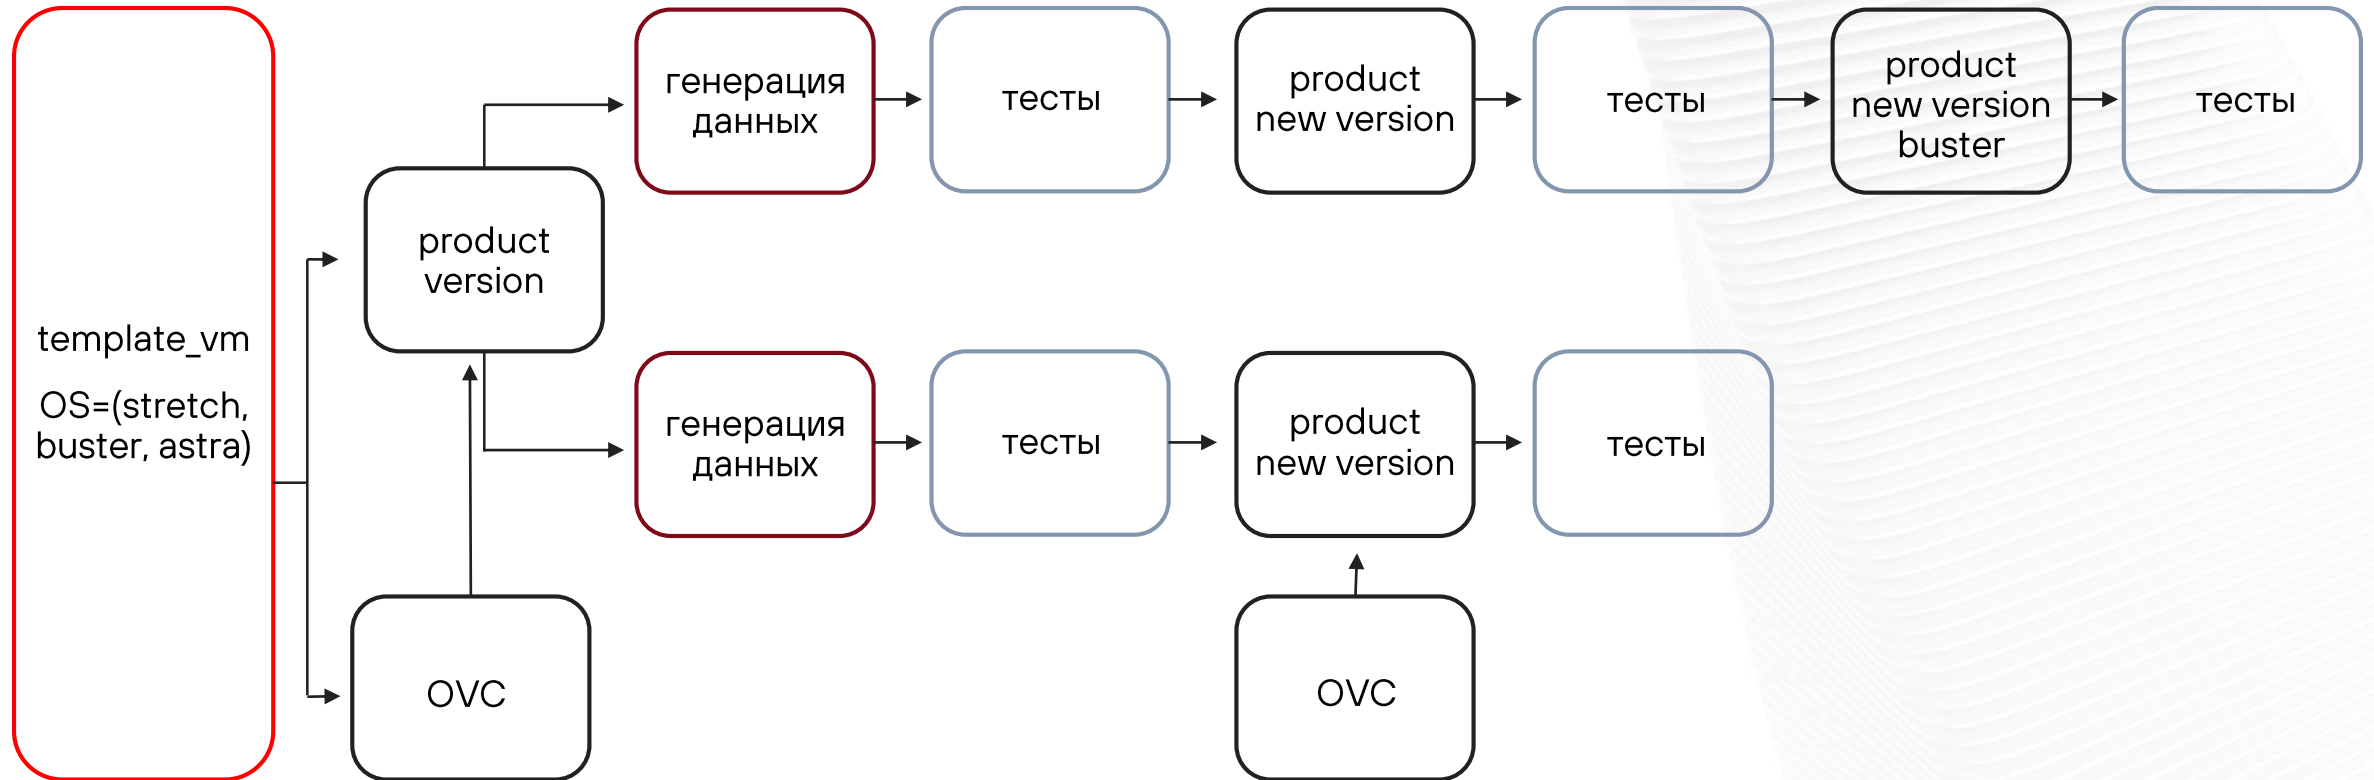 template_vm
OS=(stretch,
buster, astra)
product
version
OVC
генерация
данных
тесты
product
new version
тесты
product
new version
buster
тесты
генерация
данных
тесты
product
new version
тесты
OVC